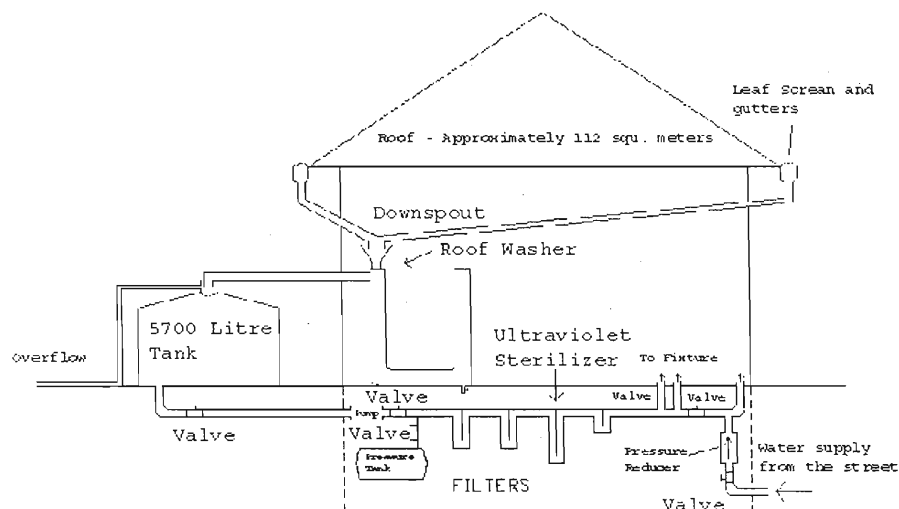 Leaf Screan and
gutters
Roof - Approximately 112 squ. meters
Downspout
Roof Washer
5700 Litre
Tank
Ultraviolet
Sterilizer
To Fixture
Overflow
Valve
Valve
Valve
Pump
Valve
Valve
Pressure
Tank
Pressure
Reducer
Water supply
from the street
FILTERS
Valve